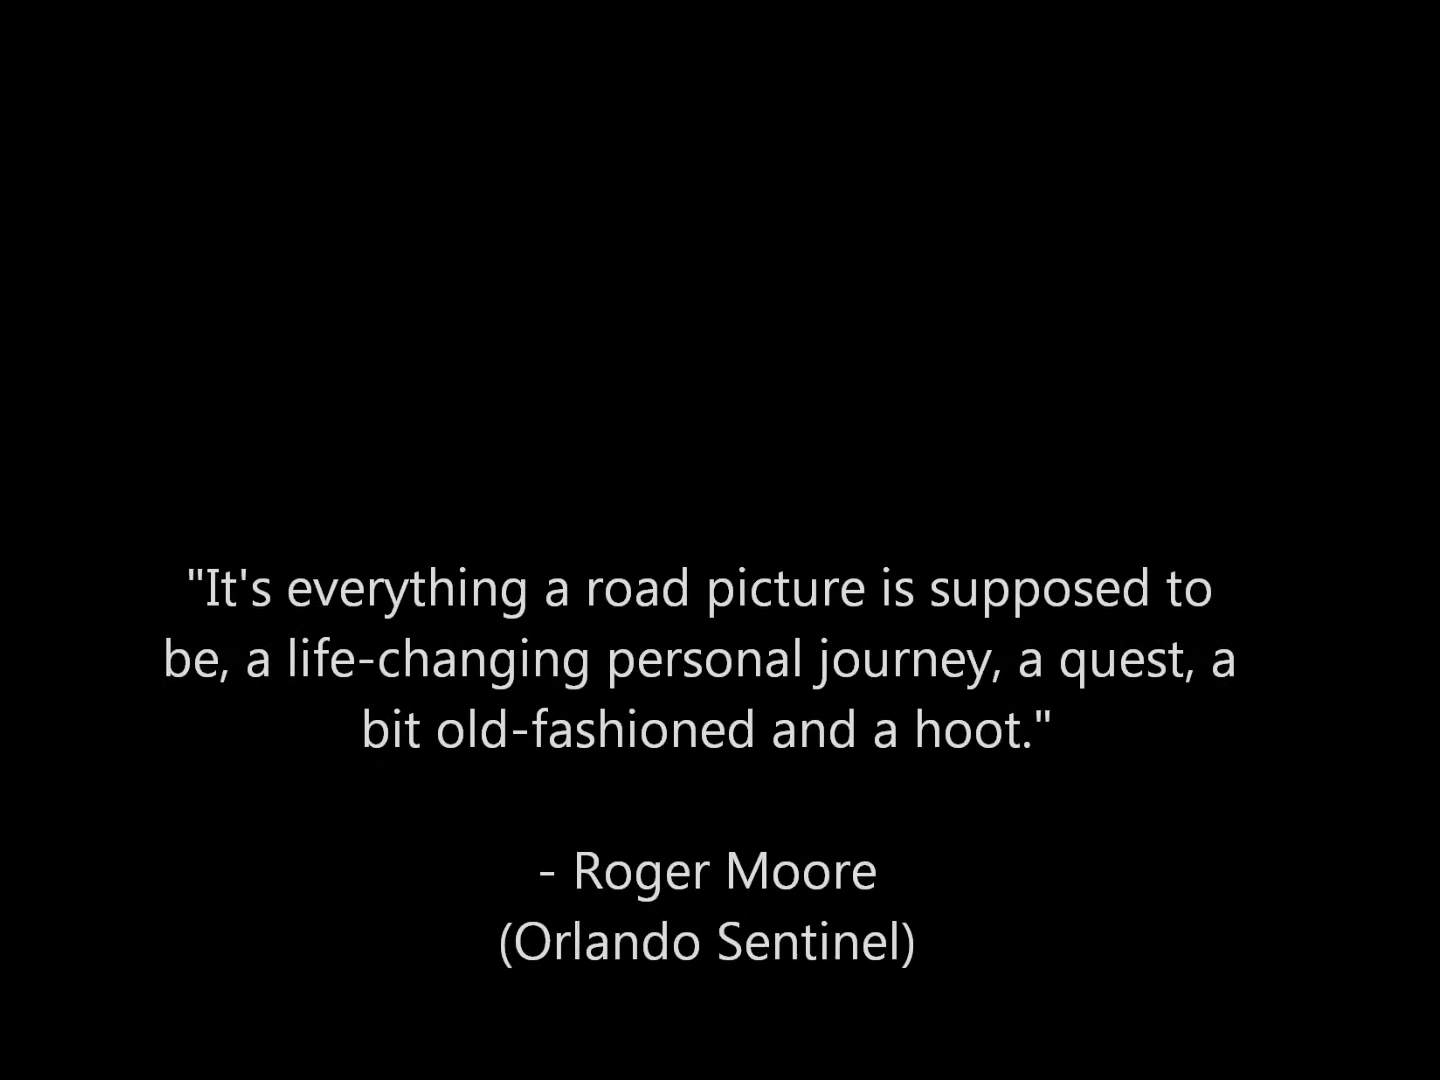 "It's everything a road picture is supposed to
be, a life-changing personal journey, a quest, a
bit old-fashioned and a hoot."
- Roger Moore
(Orlando Sentinel)